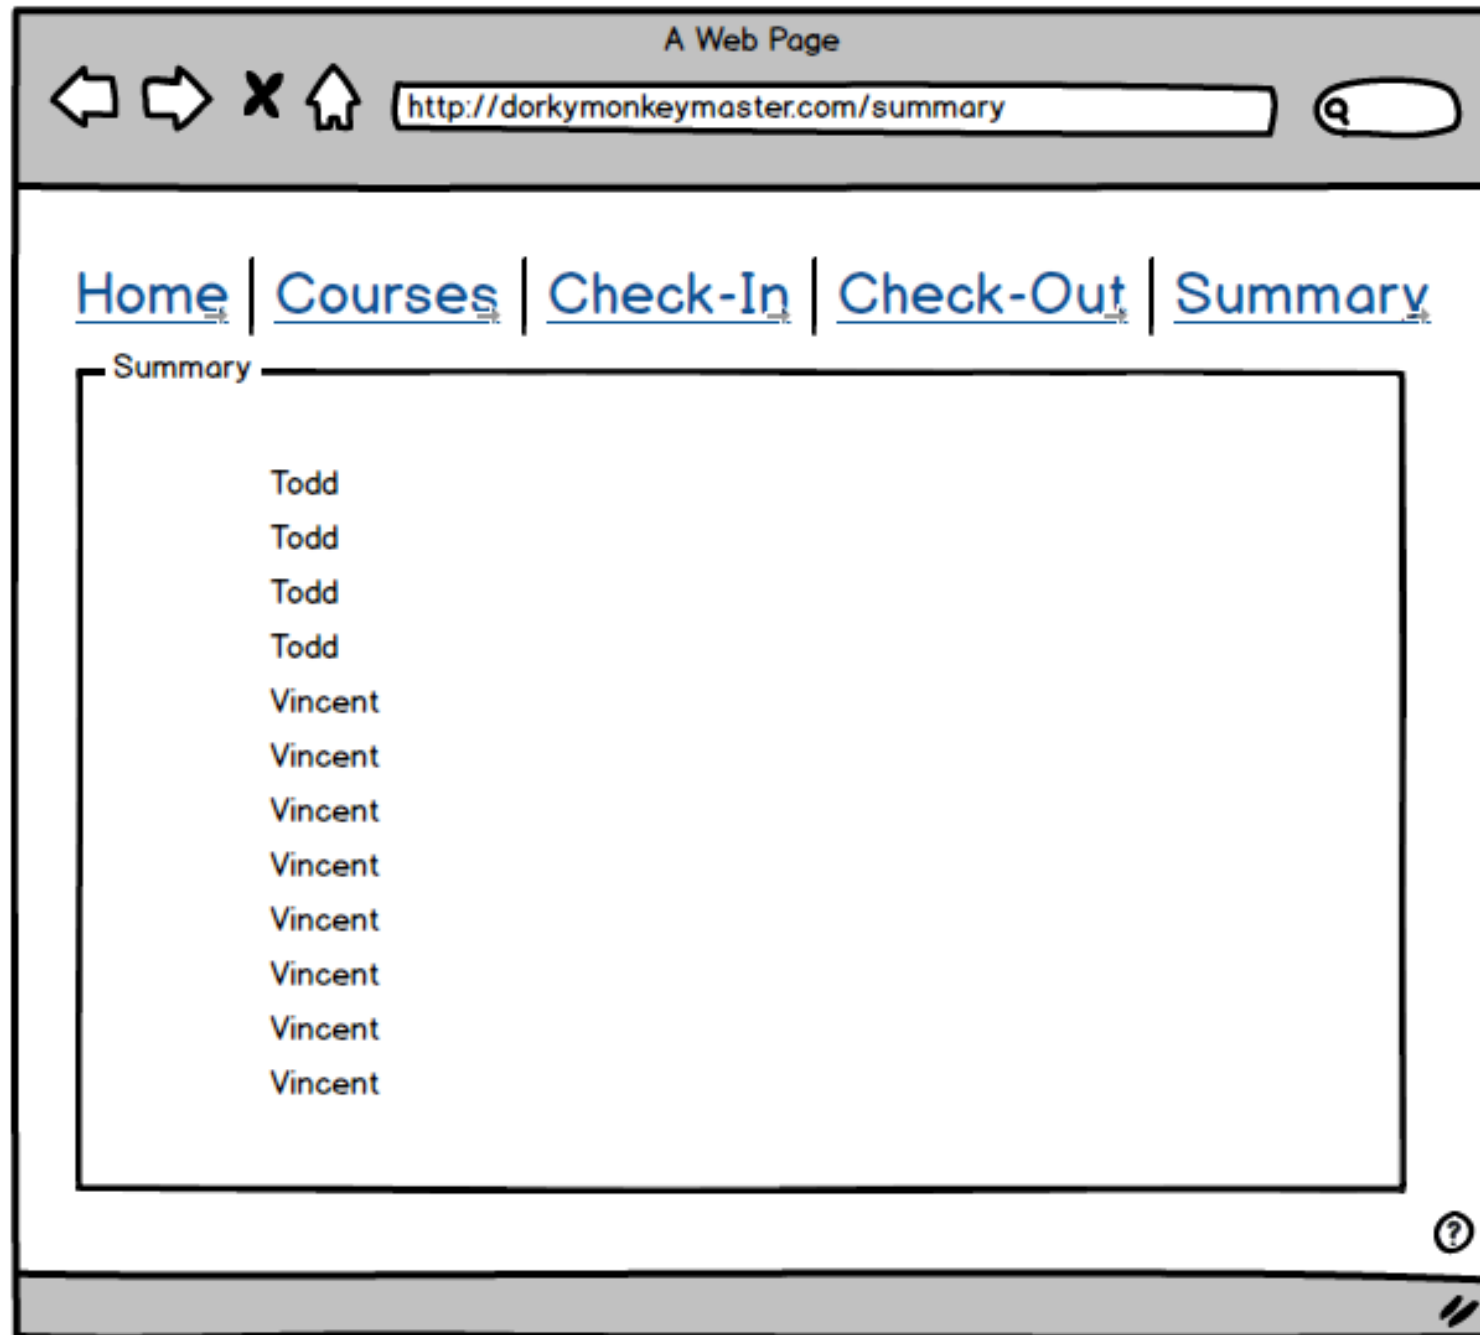 A Web Page
http://dorkymonkeymaster.com/summary
Home | Courses | Check-In | Check-Out | Summary
Summary
Todd
Todd
Todd
Todd
Vincent
Vincent
Vincent
Vincent
Vincent
Vincent
Vincent
Vincent
?